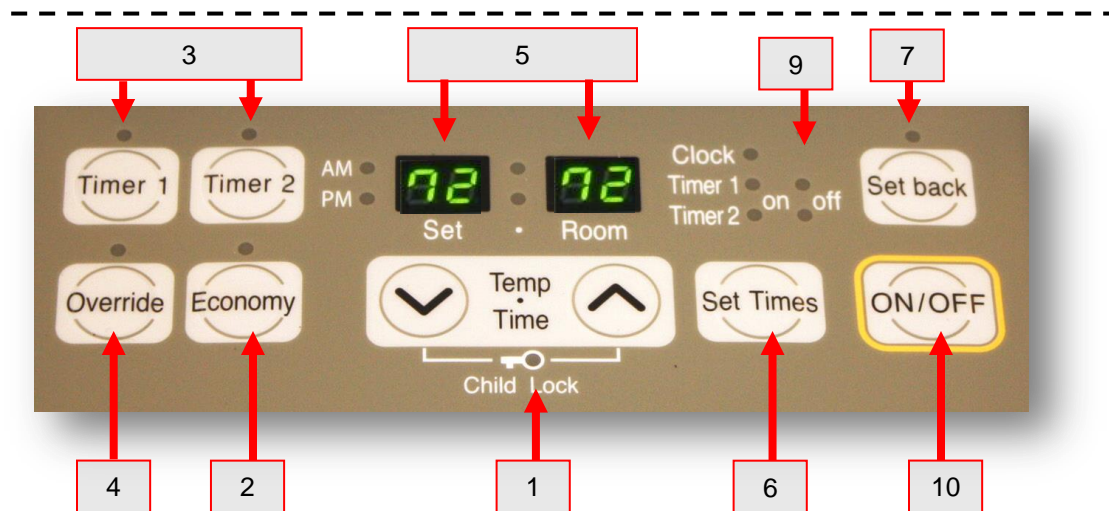 3
5
9
7
Timer 1
Timer 2
AM
PM
72
72
Set
Room
Clock
Timer 1
Timer 2
on
off
Set back
Override
Economy
Temp
Time
Set Times
ON/OFF
Child Lock
4
2
1
6
10